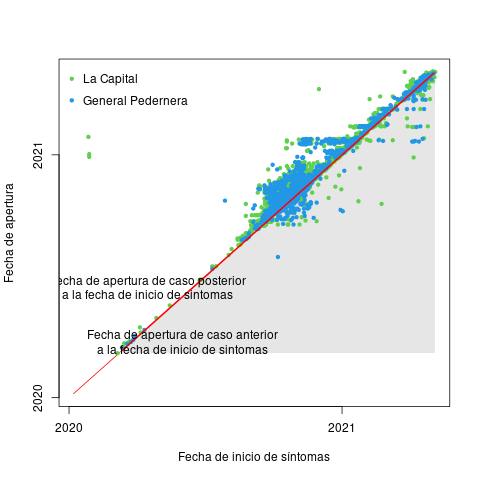 La Capital
General Pedernera
2021
Fecha de apertura
echa de apertura de caso posterior
a la fecha de inicio de síntomas
Fecha de apertura de caso anterior
a la fecha de inicio de síntomas
2020
2020
2021
Fecha de inicio de síntomas